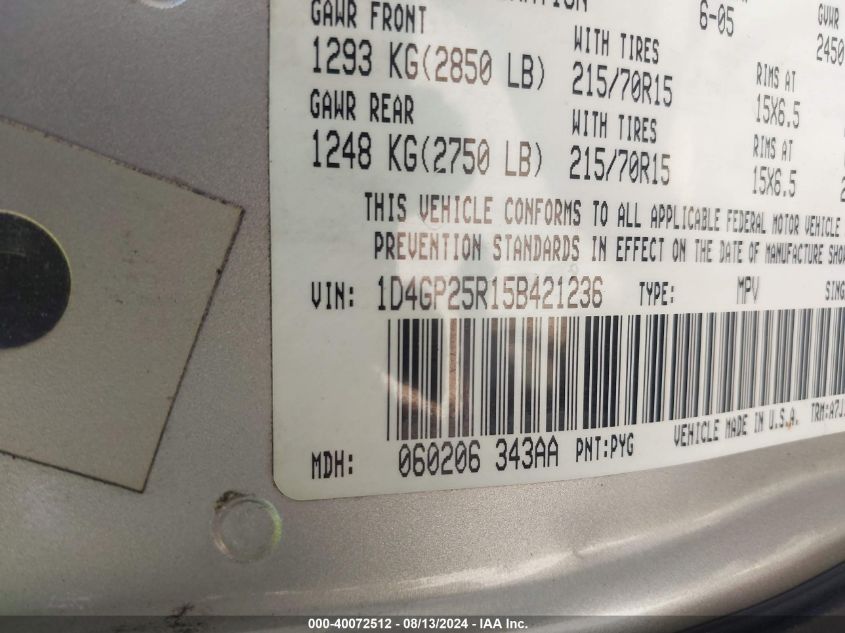 6-05
GVWR
GAWR FRONT
2450
1293 KG(2850 LB) WITH TIRES 215/70R15 RIMS AT 15X6.5
GAWR REAR
1248 KG(2750 LB) WITH TIRES 215/70R15 RIMS AT 15X6.5
THIS VEHICLE CONFORMS TO ALL APPLICABLE FEDERAL MOTOR VEHICLE
PREVENTION STANDARDS IN EFFECT ON THE DATE OF MANUFACTURE
VIN: 1D4GP25R15B421236 TYPE: MPV
MDH: 060206 343AA PNT:PYG VEHICLE MADE IN U.S.A.
000-40072512 - 08/13/2024 - IAA Inc.